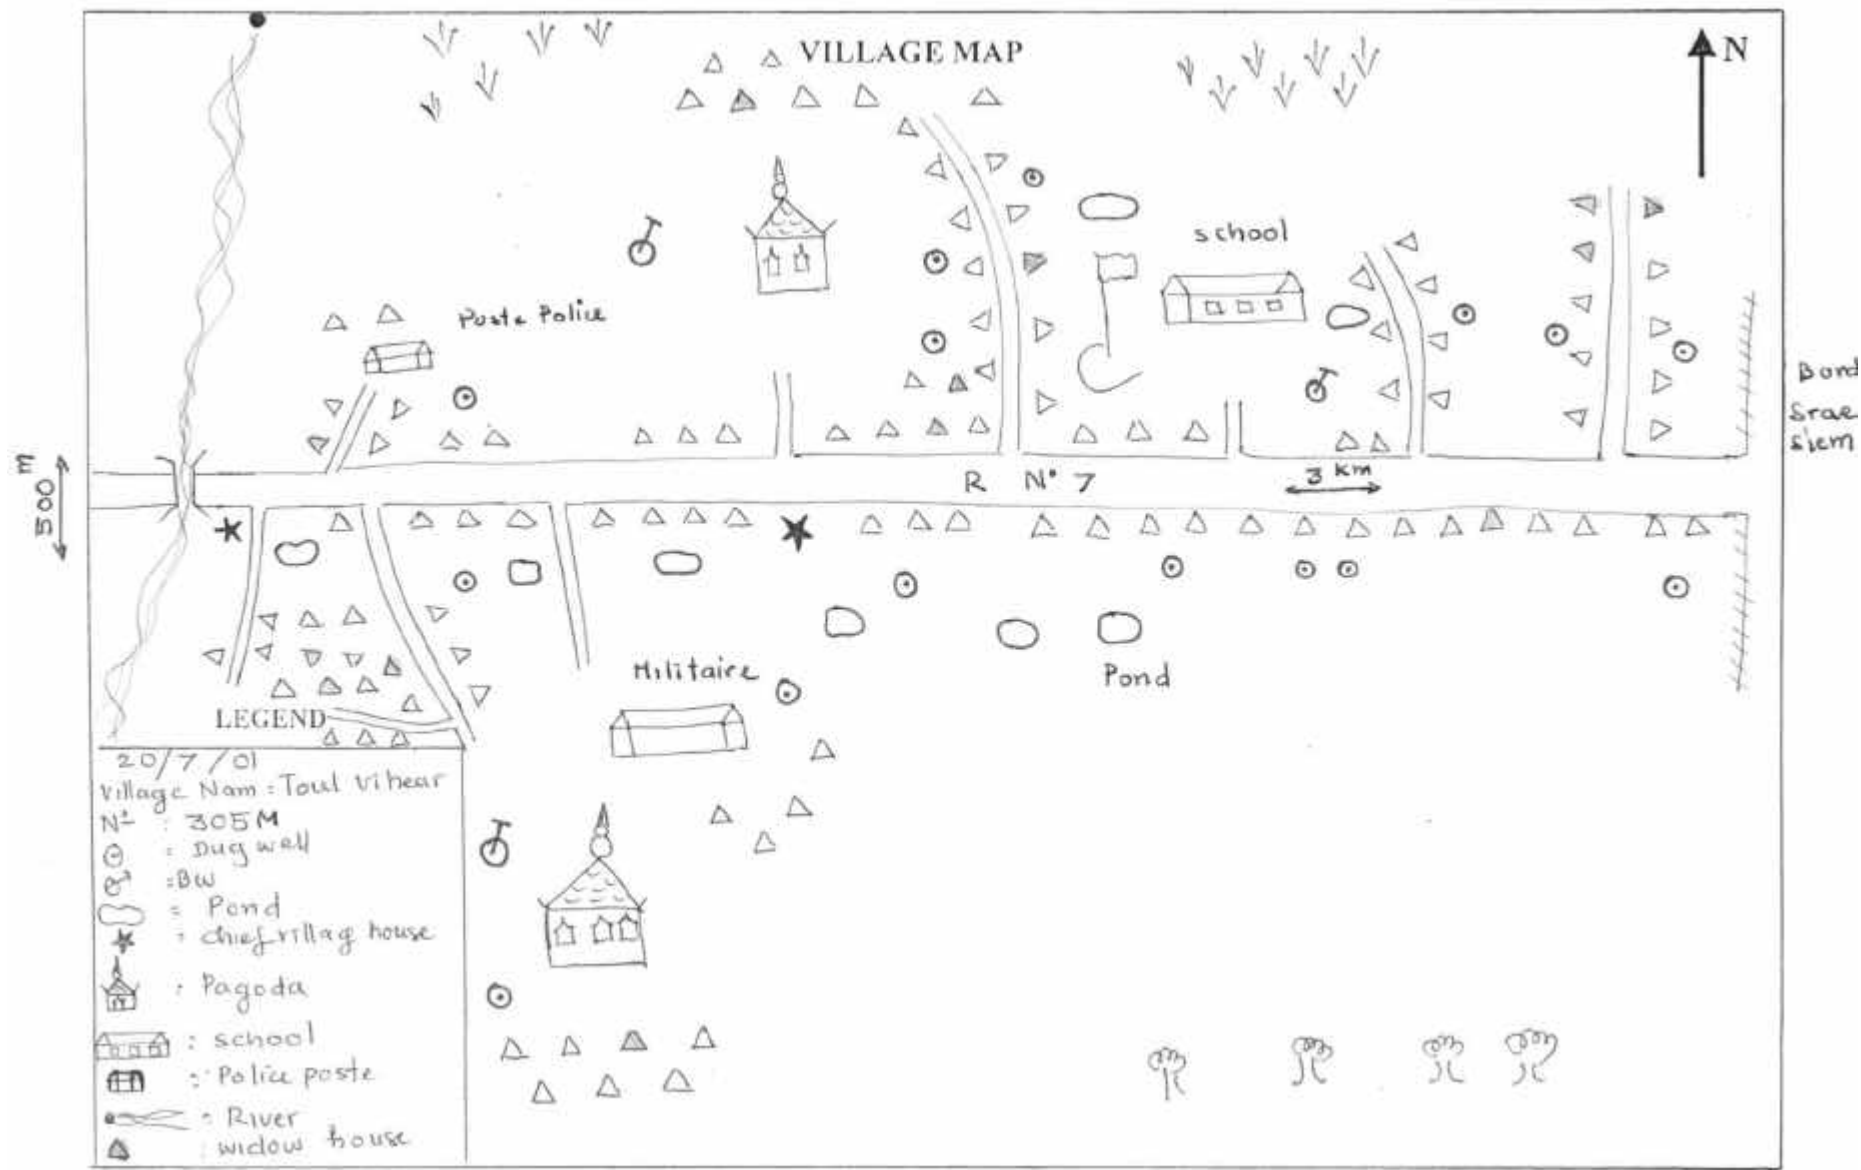 VILLAGE MAP
N
school
Poste Police
Bord
Srae
siem
500 m
R N° 7
3 km
Militaire
Pond
LEGEND
20/7/01
Village Nam : Toul Vihear
N° : 305M
: Dug well
: BW
= Pond
: chief villag house
: Pagoda
: school
: Police poste
: River
: widow house